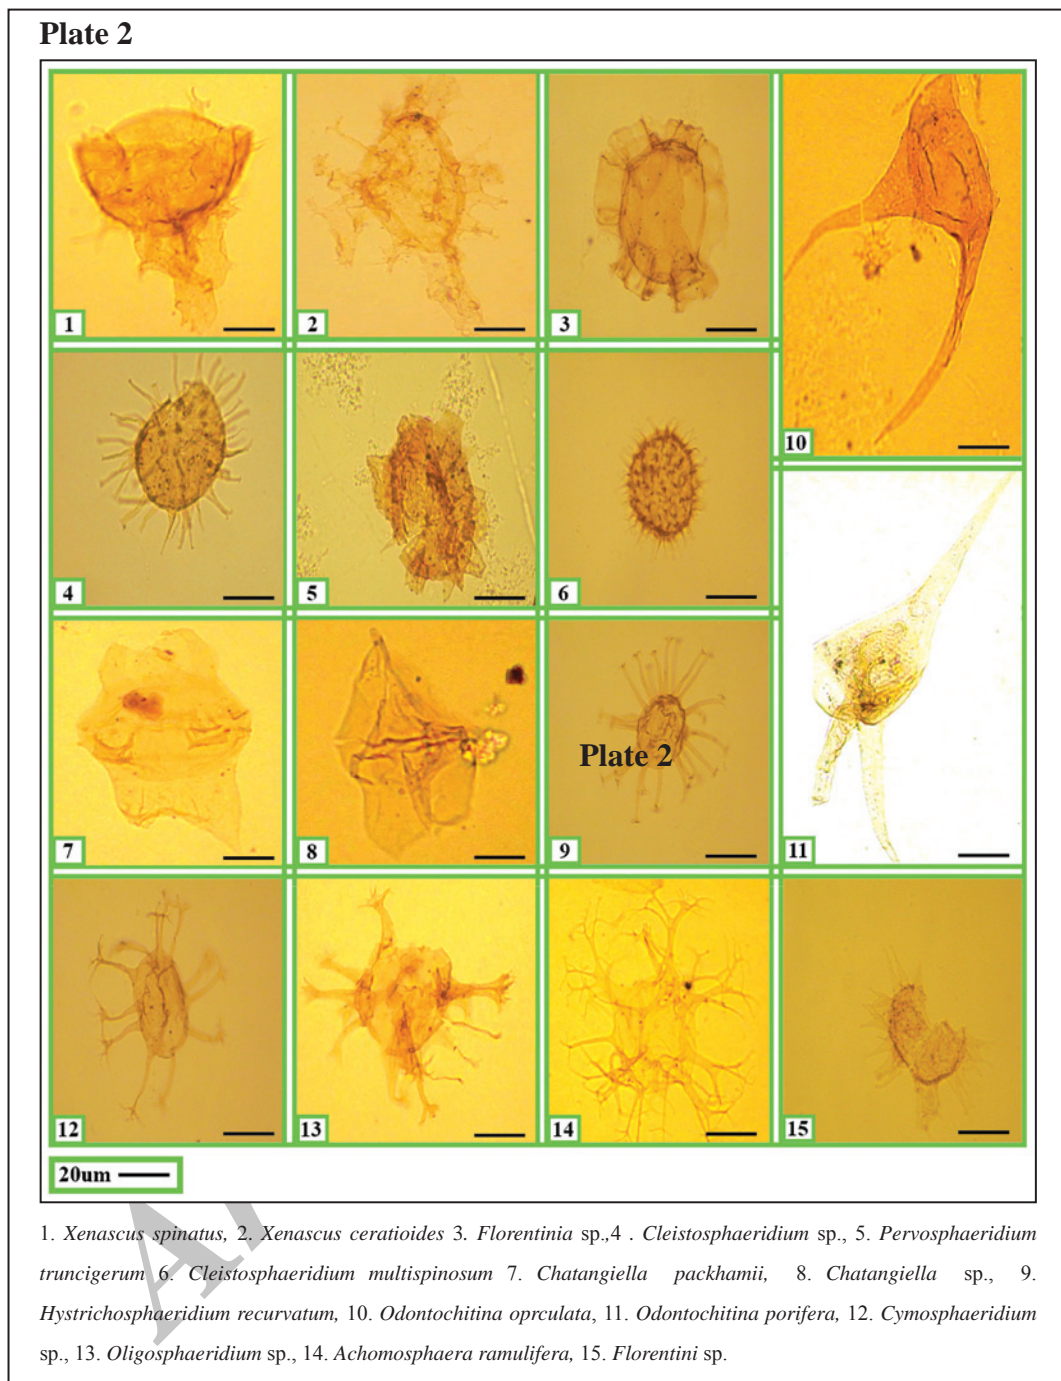 Plate 2
1
2
3
10
4
5
6
7
8
Plate 2
9
11
12
13
14
15
20um
1. Xenascus spinatus, 2. Xenascus ceratioides 3. Florentinia sp.,4 . Cleistosphaeridium sp., 5. Pervosphaeridium
truncigerum 6. Cleistosphaeridium multispinosum 7. Chatangiella packhamii, 8. Chatangiella sp., 9.
Hystrichosphaeridium recurvatum, 10. Odontochitina oprculata, 11. Odontochitina porifera, 12. Cymosphaeridium
sp., 13. Oligosphaeridium sp., 14. Achomosphaera ramulifera, 15. Florentini sp.